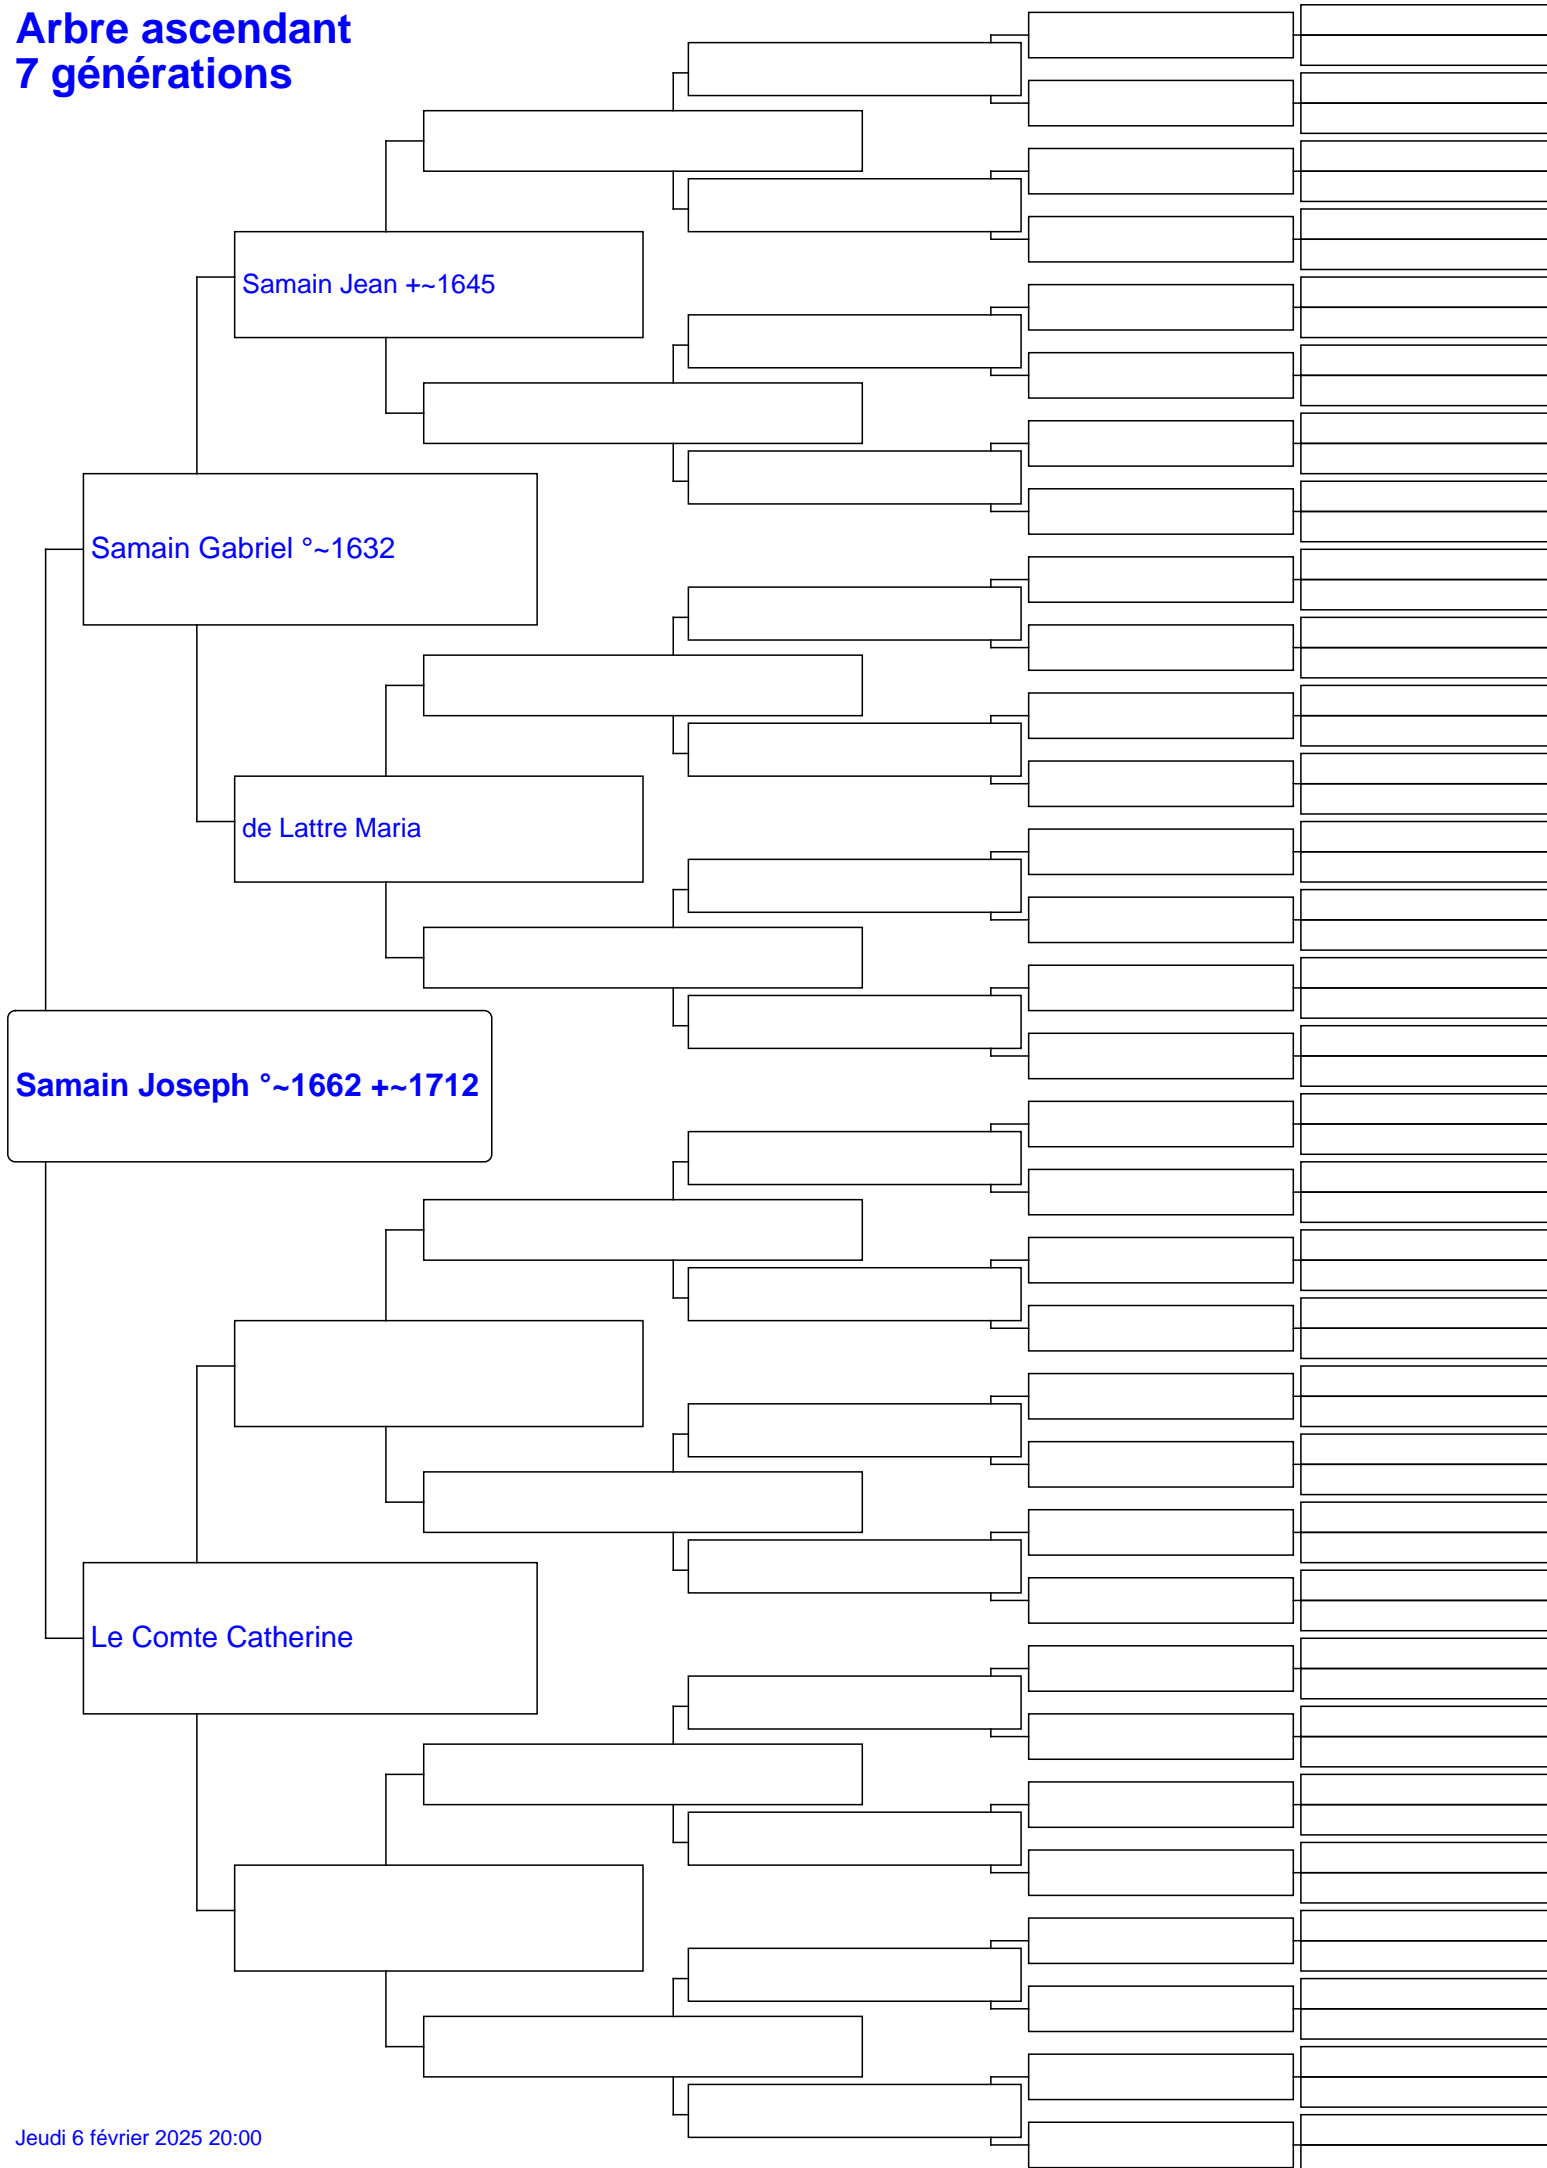 Arbre ascendant
7 générations
Samain Jean +~1645
Samain Gabriel °~1632
de Lattre Maria
Samain Joseph °~1662 +~1712
Le Comte Catherine
Jeudi 6 février 2025 20:00